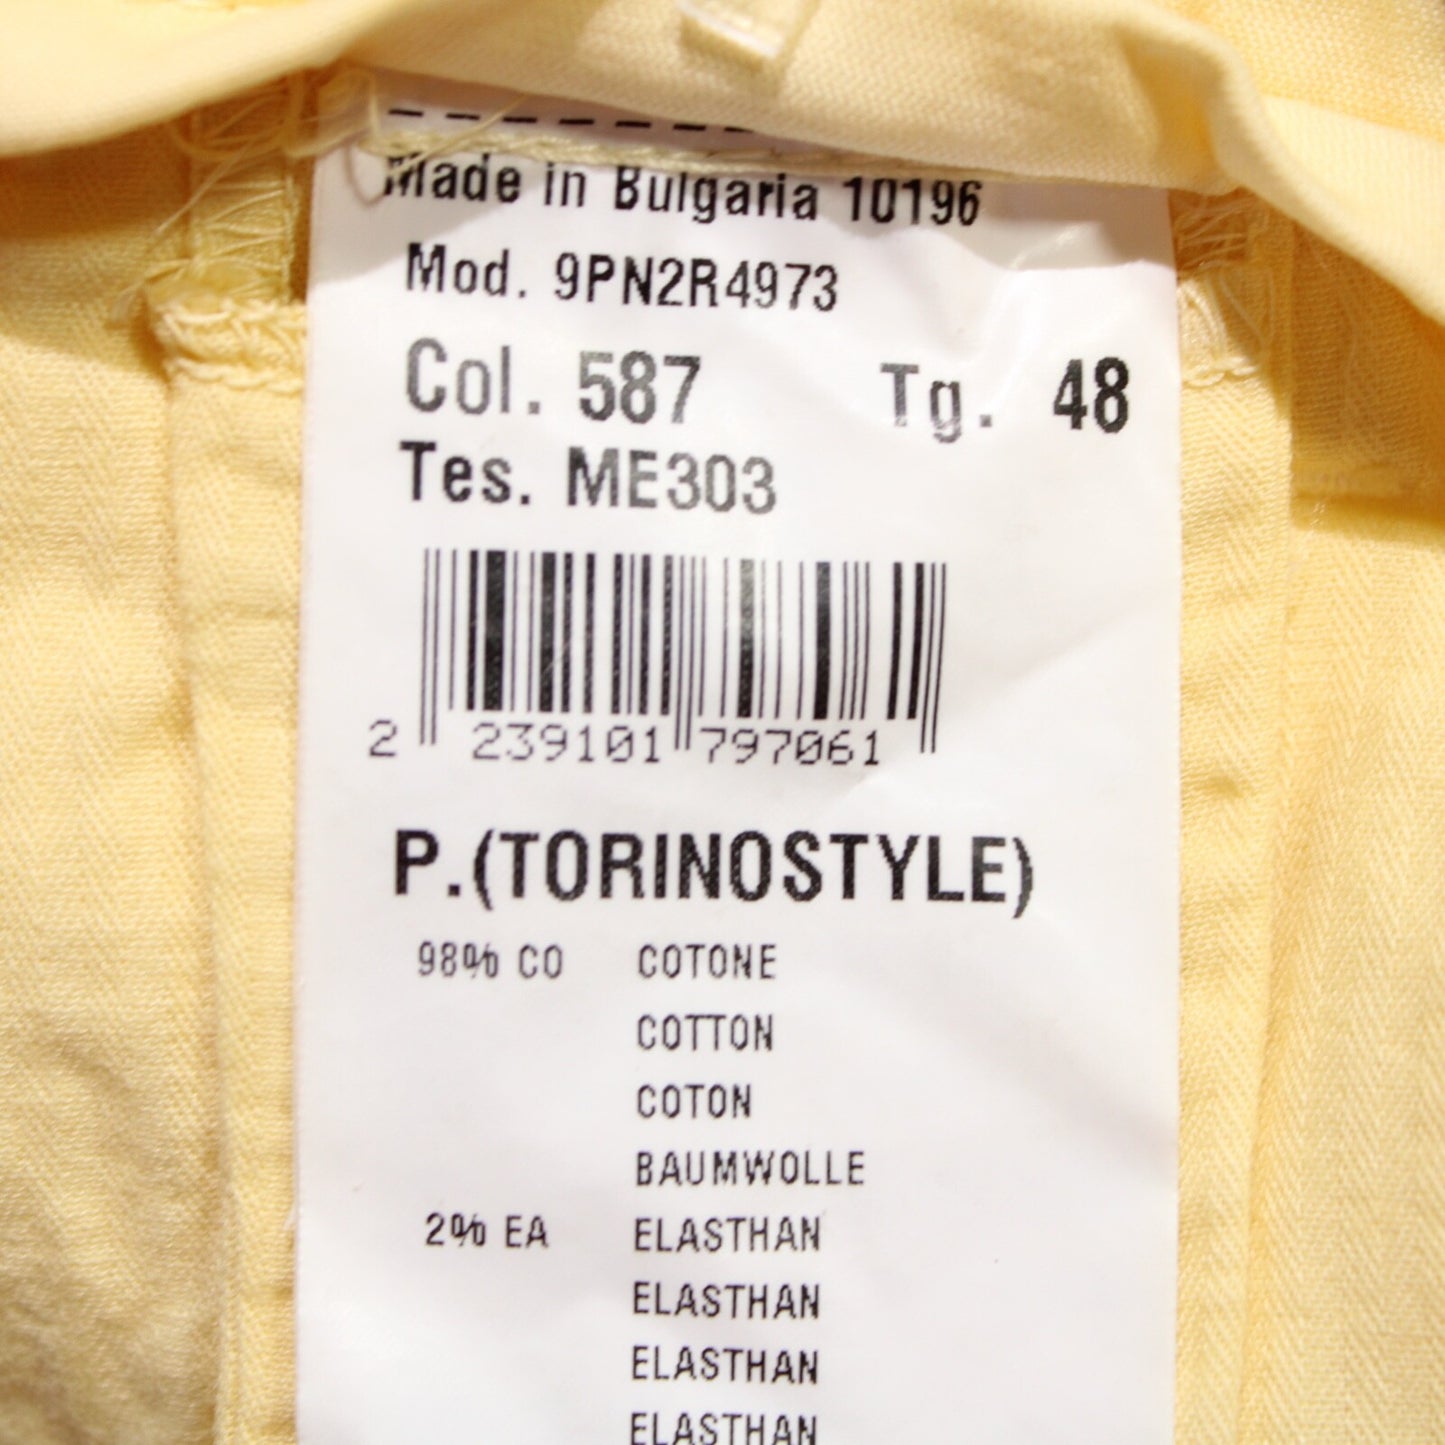 Made in Bulgaria 10196
Mod. 9PN2R4973
Col. 587 Tg. 48
Tes. ME303
2 239101 797061
P.(TORINOSTYLE)
98% CO COTONE
COTTON
COTON
BAUMWOLLE
2% EA ELASTHAN
ELASTHAN
ELASTHAN
ELASTHAN